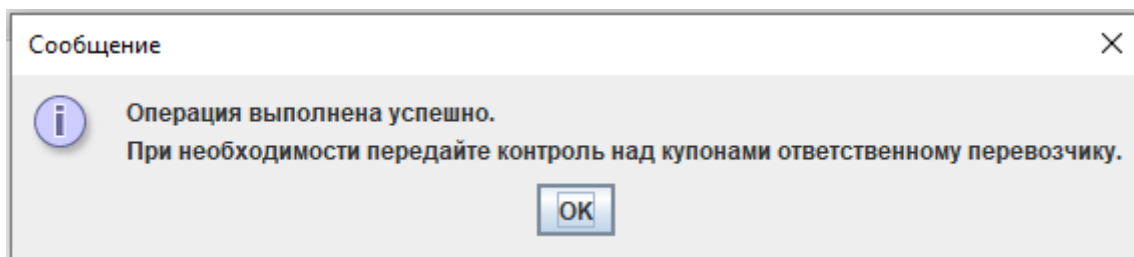 Сообщение
Операция выполнена успешно.
При необходимости передайте контроль над купонами ответственному перевозчику.
OK